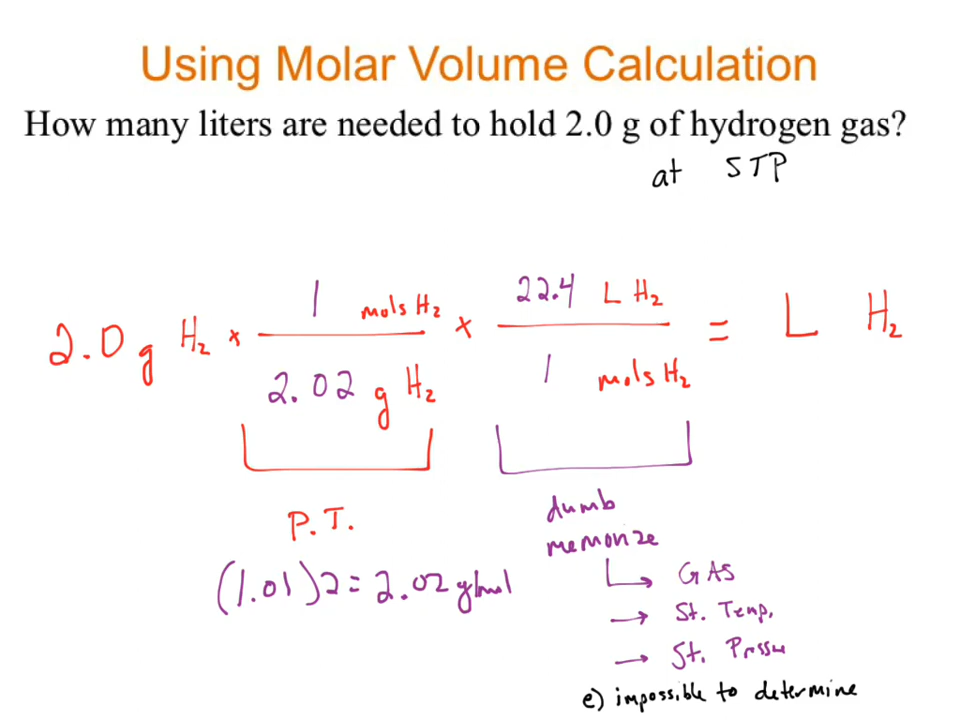 Using Molar Volume Calculation
How many liters are needed to hold 2.0 g of hydrogen gas?
at STP
1 mols H₂ 22.4 L H₂
2.0 g H₂ × × = L H₂
2.02 g H₂ 1 mols H₂
P.T.
(1.01)2 = 2.02 g/mol
dumb
memorize
→ GAS
→ St. Temp.
→ St. Pressu
e) impossible to determine